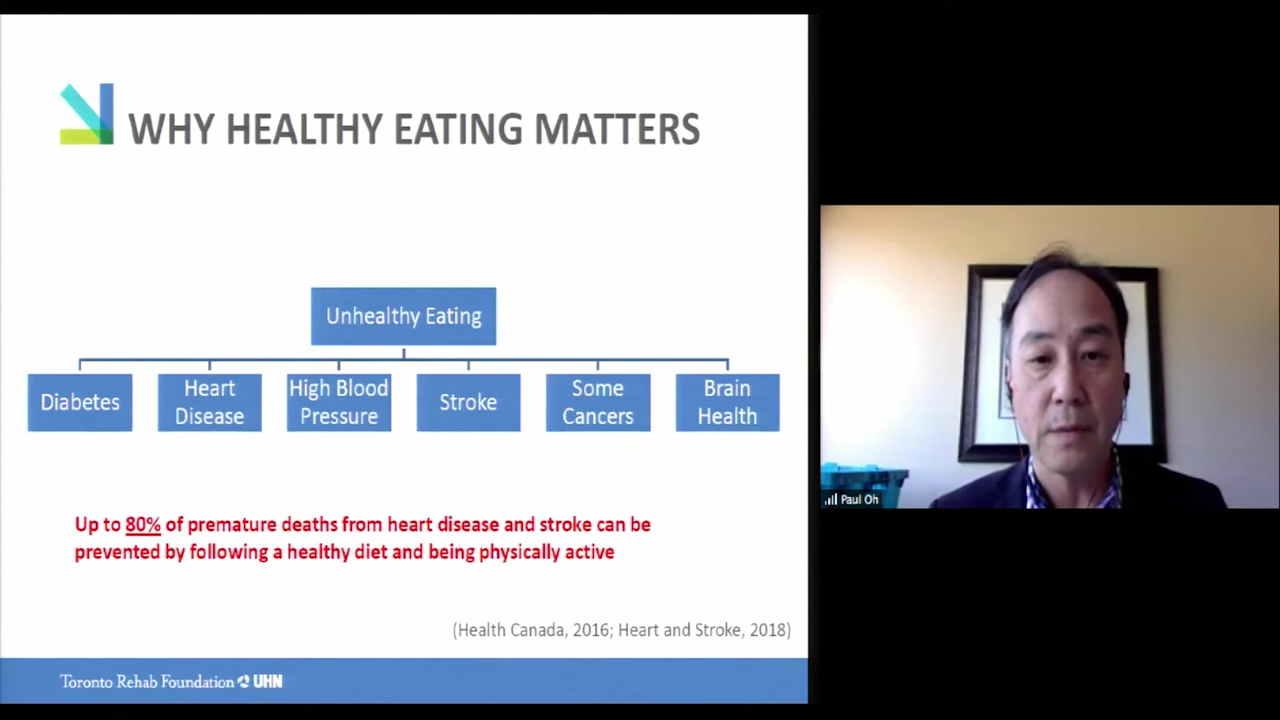 WHY HEALTHY EATING MATTERS
Unhealthy Eating
Diabetes
Heart
Disease
High Blood
Pressure
Stroke
Some
Cancers
Brain
Health
Up to 80% of premature deaths from heart disease and stroke can be
prevented by following a healthy diet and being physically active
(Health Canada, 2016; Heart and Stroke, 2018)
Toronto Rehab Foundation UHN
Paul Oh